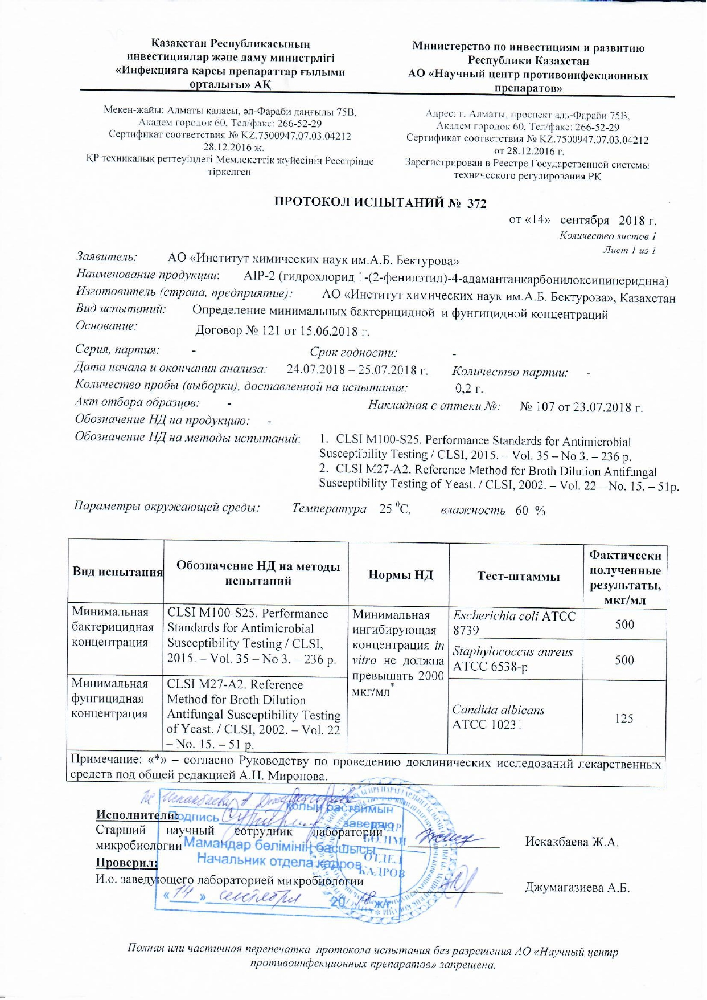 Қазақстан Республикасының
инвестициялар және даму министрлігі
«Инфекцияға қарсы препараттар ғылыми
орталығы» АҚ
Министерство по инвестициям и развитию
Республики Казахстан
АО «Научный центр противоинфекционных
препаратов»
Мекен-жайы: Алматы қаласы, әл-Фараби даңғылы 75В,
Академ городок 60, Тел/факс: 266-52-29
Сертификат соответствия № KZ.7500947.07.03.04212
28.12.2016 ж.
ҚР техникалық реттеуіндегі Мемлекеттік жүйесінің Реестрінде
тіркелген
Адрес: г. Алматы, проспект аль-Фараби 75В,
Академ городок 60, Тел/факс: 266-52-29
Сертификат соответствия № KZ.7500947.07.03.04212
от 28.12.2016 г.
Зарегистрирован в Реестре Государственной системы
технического регулирования РК
ПРОТОКОЛ ИСПЫТАНИЙ № 372
от «14» сентября 2018 г.
Количество листов 1
Лист 1 из 1
Заявитель: АО «Институт химических наук им.А.Б. Бектурова»
Наименование продукции: AIP-2 (гидрохлорид 1-(2-фенилэтил)-4-адамантанкарбонилоксипиперидина)
Изготовитель (страна, предприятие): АО «Институт химических наук им.А.Б. Бектурова», Казахстан
Вид испытаний: Определение минимальных бактерицидной и фунгицидной концентраций
Основание: Договор № 121 от 15.06.2018 г.
Серия, партия: - Срок годности: -
Дата начала и окончания анализа: 24.07.2018 – 25.07.2018 г. Количество партии: -
Количество пробы (выборки), доставленной на испытания: 0,2 г.
Акт отбора образцов: - Накладная с аптеки №: № 107 от 23.07.2018 г.
Обозначение НД на продукцию: -
Обозначение НД на методы испытаний: 1. CLSI M100-S25. Performance Standards for Antimicrobial
Susceptibility Testing / CLSI, 2015. – Vol. 35 – No 3. – 236 p.
2. CLSI M27-A2. Reference Method for Broth Dilution Antifungal
Susceptibility Testing of Yeast. / CLSI, 2002. – Vol. 22 – No. 15. – 51p.
Параметры окружающей среды: Температура 25 ⁰С, влажность 60 %
Вид испытания
Обозначение НД на методы
испытаний
Нормы НД
Тест-штаммы
Фактически
полученные
результаты,
мкг/мл
Минимальная
бактерицидная
концентрация
CLSI M100-S25. Performance
Standards for Antimicrobial
Susceptibility Testing / CLSI,
2015. – Vol. 35 – No 3. – 236 p.
Минимальная
ингибирующая
концентрация in
vitro не должна
превышать 2000
мкг/мл*
Escherichia coli ATCC
8739
500
Staphylococcus aureus
ATCC 6538-p
500
Минимальная
фунгицидная
концентрация
CLSI M27-A2. Reference
Method for Broth Dilution
Antifungal Susceptibility Testing
of Yeast. / CLSI, 2002. – Vol. 22
– No. 15. – 51 p.
Candida albicans
ATCC 10231
125
Примечание: «*» – согласно Руководству по проведению доклинических исследований лекарственных
средств под общей редакцией А.Н. Миронова.
қолын растаймын
Подпись
заверяю
Исполнители:
Старший научный сотрудник лаборатории
микробиологии
Искакбаева Ж.А.
Мамандар бөлімінің басшысы
Начальник отдела кадров
ОТДЕЛ
КАДРОВ
Проверил:
И.о. заведующего лабораторией микробиологии
Джумагазиева А.Б.
«14» сентября 2018 ж/г.
Полная или частичная перепечатка протокола испытания без разрешения АО «Научный центр
противоинфекционных препаратов» запрещена.